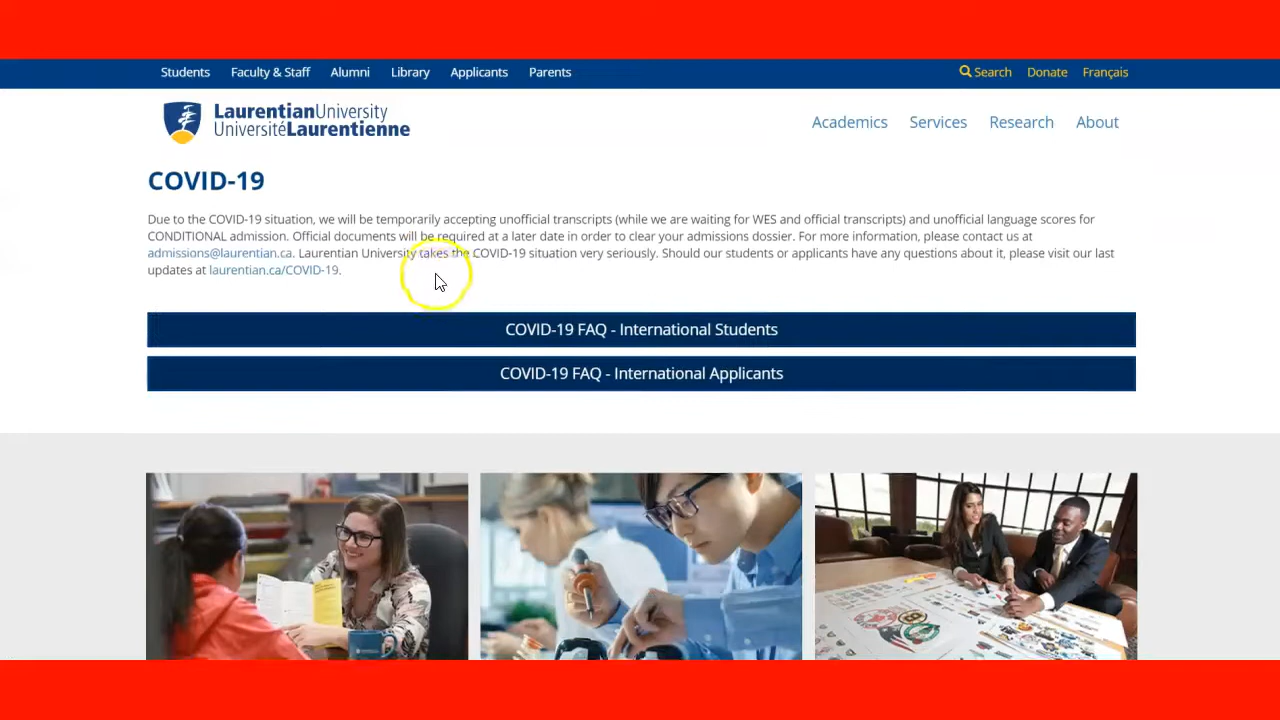 Students Faculty & Staff Alumni Library Applicants Parents Search Donate Français
LaurentianUniversity
UniversitéLaurentienne
Academics Services Research About
COVID-19
Due to the COVID-19 situation, we will be temporarily accepting unofficial transcripts (while we are waiting for WES and official transcripts) and unofficial language scores for
CONDITIONAL admission. Official documents will be required at a later date in order to clear your admissions dossier. For more information, please contact us at
admissions@laurentian.ca. Laurentian University takes the COVID-19 situation very seriously. Should our students or applicants have any questions about it, please visit our last
updates at laurentian.ca/COVID-19.
COVID-19 FAQ - International Students
COVID-19 FAQ - International Applicants